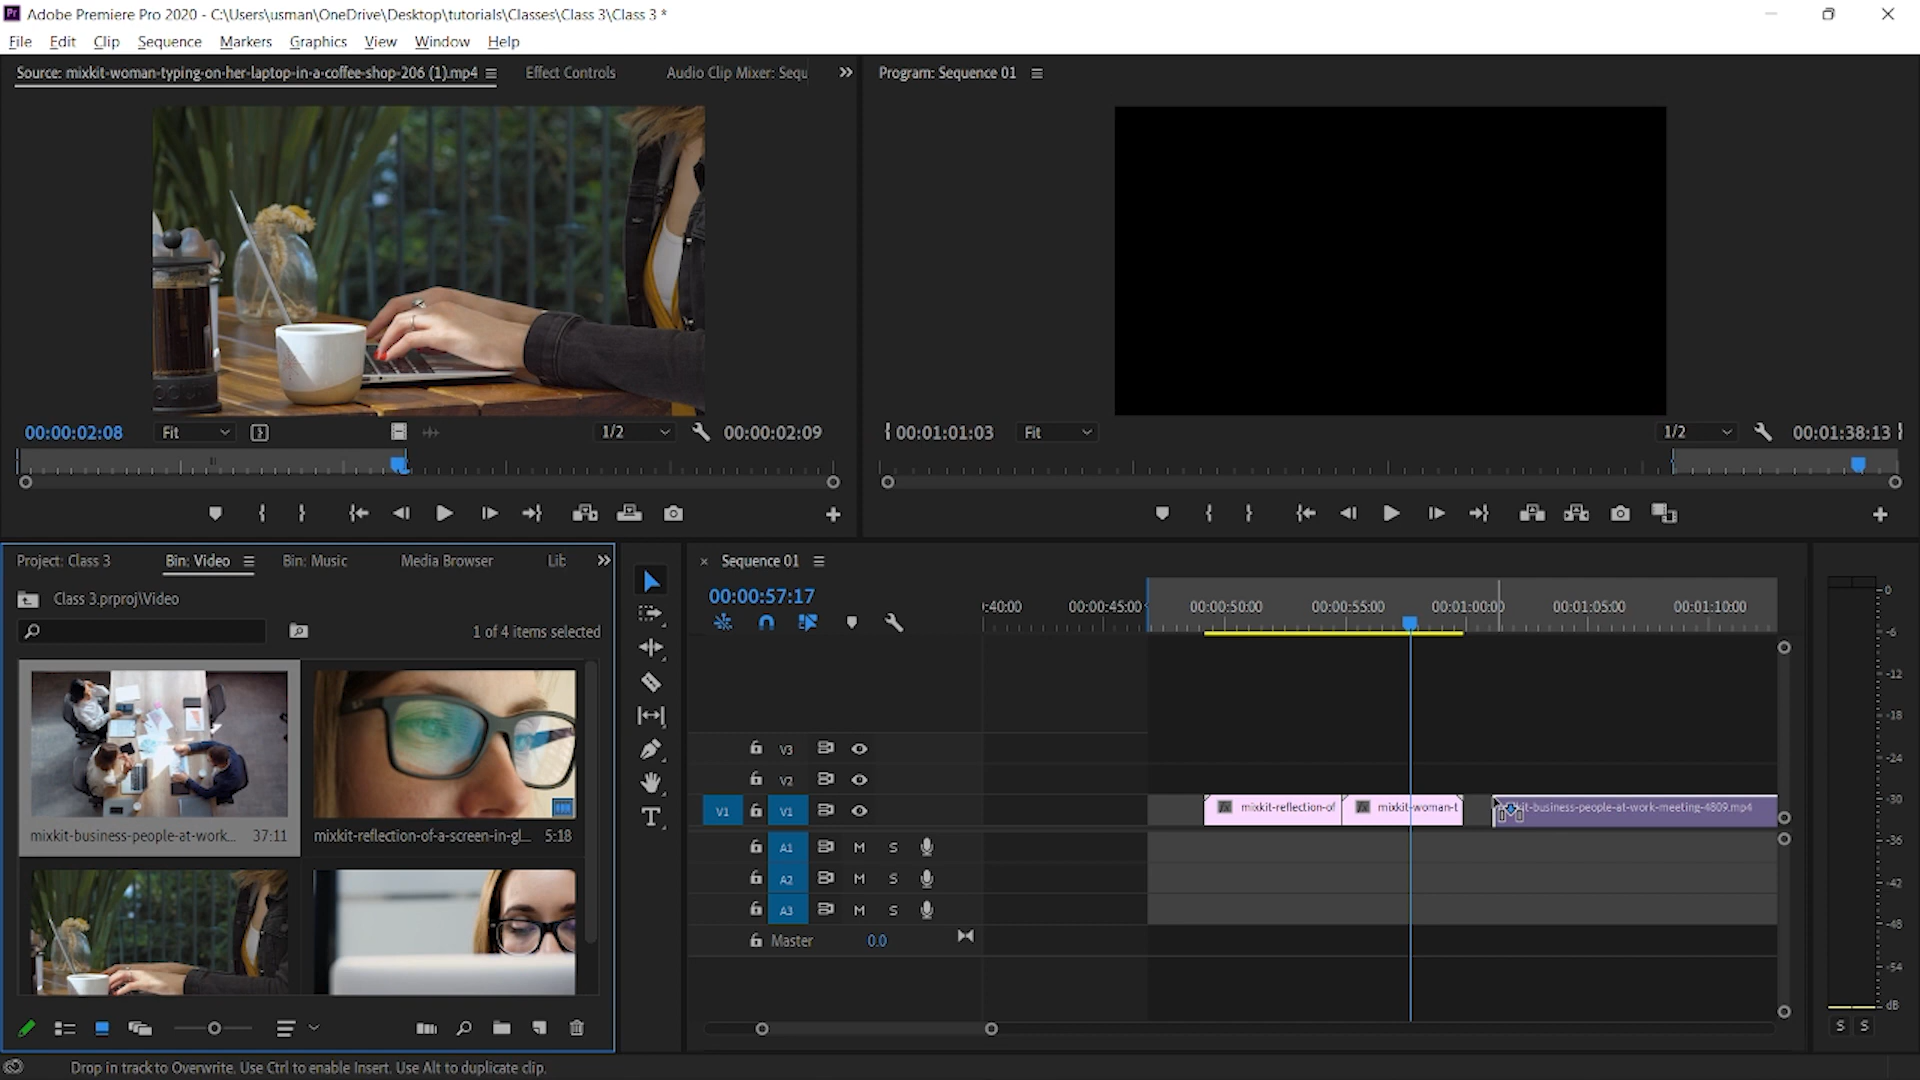 Pr Adobe Premiere Pro 2020 - C:\Users\usman\OneDrive\Desktop\tutorials\Classes\Class 3\Class 3 *
File Edit Clip Sequence Markers Graphics View Window Help
Source: mixkit-woman-typing-on-her-laptop-in-a-coffee-shop-206 (1).mp4 Effect Controls Audio Clip Mixer: Sequ
Program: Sequence 01
00:00:02:08 Fit 1/2 00:00:02:09
00:01:01:03 Fit 1/2 00:01:38:13
Project: Class 3 Bin: Video Bin: Music Media Browser Lib
Class 3.prproj\Video
1 of 4 items selected
mixkit-business-people-at-work... 37:11
mixkit-reflection-of-a-screen-in-gl... 5:18
Sequence 01
00:00:57:17
:40:00 00:00:45:00 00:00:50:00 00:00:55:00 00:01:00:00 00:01:05:00 00:01:10:00
V3
V2
V1 V1 fx mixkit-reflection-of fx mixkit-woman-t it-business-people-at-work-meeting-4809.mp4
A1 M S
A2 M S
A3 M S
Master 0.0
0
-6
-12
-18
-24
-30
-36
-42
-48
-54
dB
S S
Drop in track to Overwrite. Use Ctrl to enable Insert. Use Alt to duplicate clip.